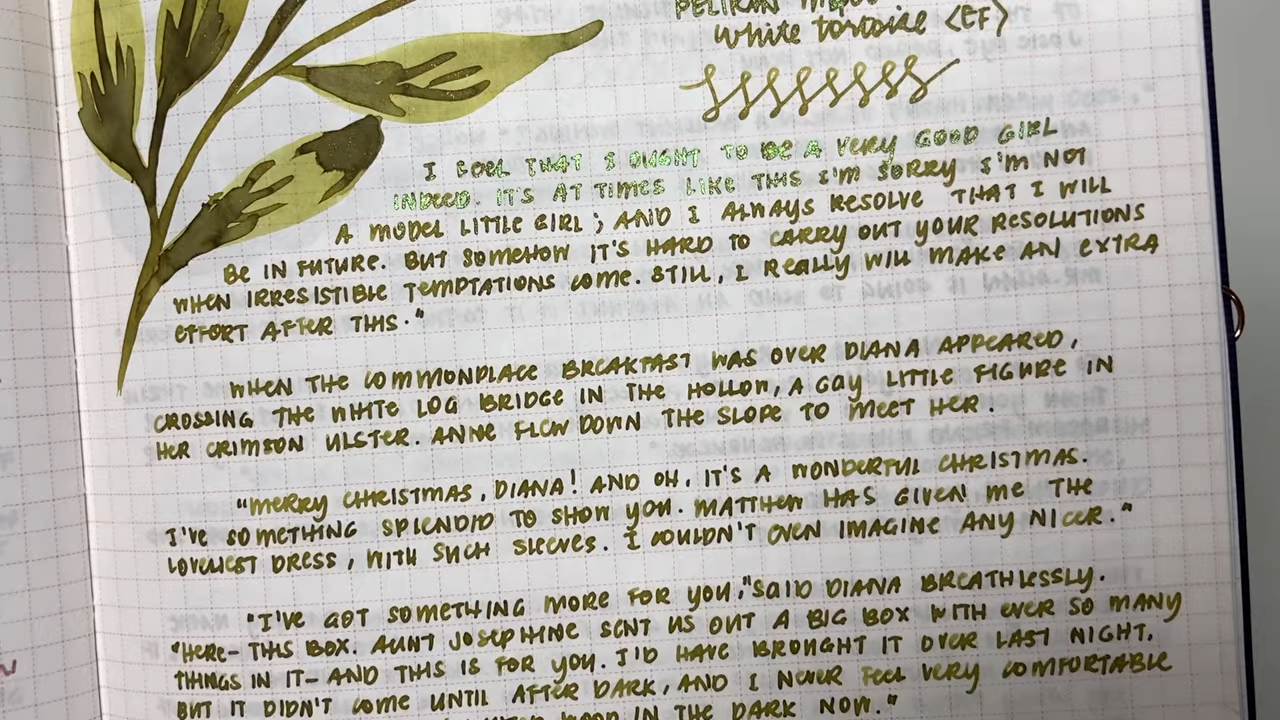 PELIKAN
White Tortoise <EF>
I FEEL THAT I OUGHT TO BE A VERY GOOD GIRL
INDEED. IT'S AT TIMES LIKE THIS I'M SORRY I'M NOT
A MODEL LITTLE GIRL; AND I ALWAYS RESOLVE THAT I WILL
BE IN FUTURE. BUT SOMEHOW IT'S HARD TO CARRY OUT YOUR RESOLUTIONS
WHEN IRRESISTIBLE TEMPTATIONS COME. STILL, I REALLY WILL MAKE AN EXTRA
EFFORT AFTER THIS."
WHEN THE COMMONPLACE BREAKFAST WAS OVER DIANA APPEARED,
CROSSING THE WHITE LOG BRIDGE IN THE HOLLOW, A GAY LITTLE FIGURE IN
HER CRIMSON ULSTER. ANNE FLEW DOWN THE SLOPE TO MEET HER.
"MERRY CHRISTMAS, DIANA! AND OH, IT'S A WONDERFUL CHRISTMAS.
I'VE SOMETHING SPLENDID TO SHOW YOU. MATTHEW HAS GIVEN ME THE
LOVELIEST DRESS, WITH SUCH SLEEVES. I COULDN'T EVEN IMAGINE ANY NICER."
"I'VE GOT SOMETHING MORE FOR YOU," SAID DIANA BREATHLESSLY.
"HERE— THIS BOX. AUNT JOSEPHINE SENT US OUT A BIG BOX WITH EVER SO MANY
THINGS IN IT— AND THIS IS FOR YOU. I'D HAVE BROUGHT IT OVER LAST NIGHT,
BUT IT DIDN'T COME UNTIL AFTER DARK, AND I NEVER FEEL VERY COMFORTABLE
WOOD IN THE DARK NOW."